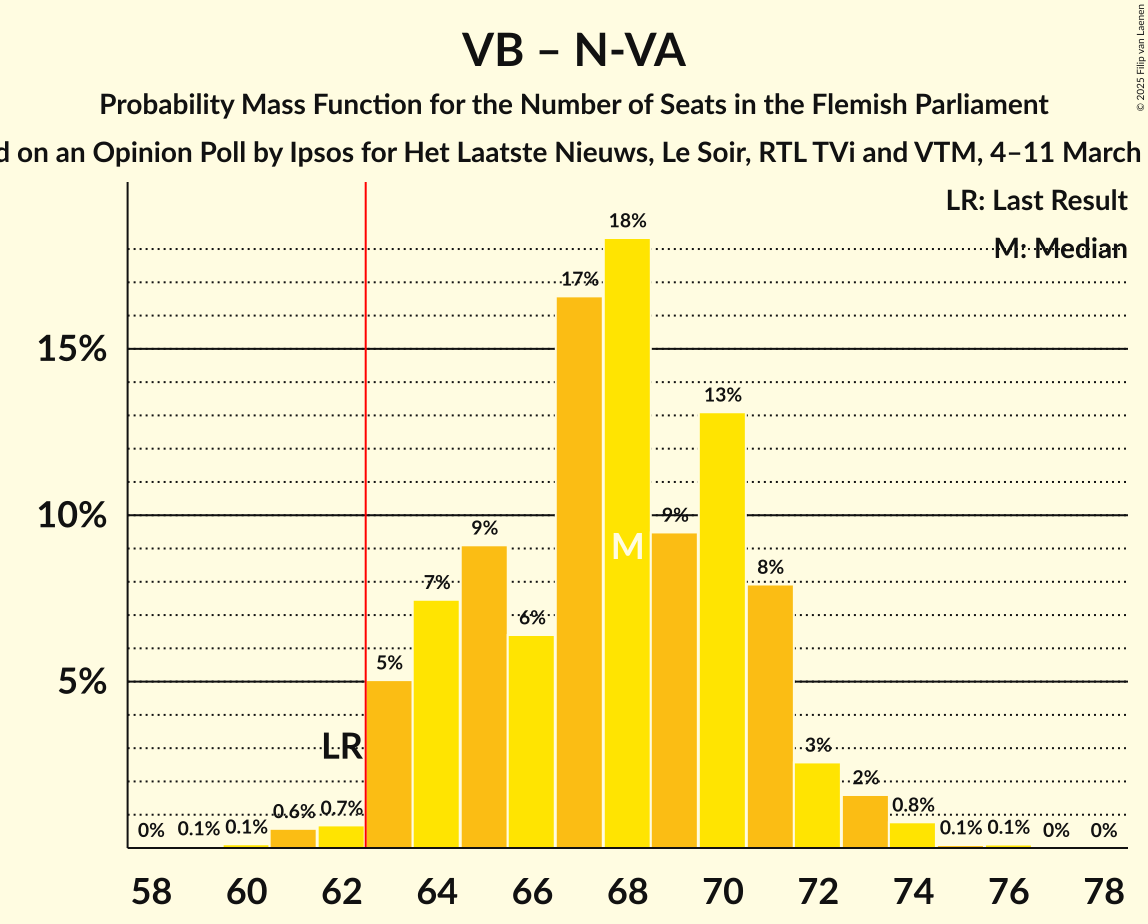 VB – N-VA
Probability Mass Function for the Number of Seats in the Flemish Parliament
on an Opinion Poll by Ipsos for Het Laatste Nieuws, Le Soir, RTL TVi and VTM, 4–11 March
© 2025 Filip van Laenen
LR: Last Result
M: Median
15%
10%
5%
0%
0.1%
0.1%
0.6%
0.7%
5%
7%
9%
6%
17%
18%
9%
13%
8%
3%
2%
0.8%
0.1%
0.1%
0%
0%
LR
M
58 60 62 64 66 68 70 72 74 76 78